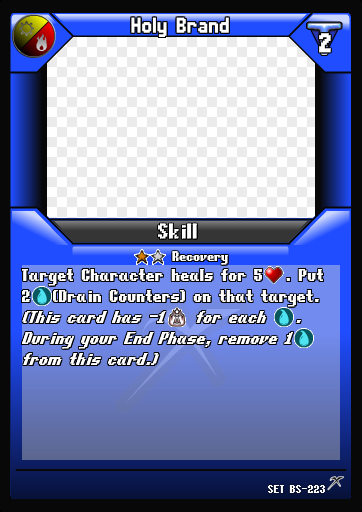 Holy Brand
2
Skill
Recovery
Target Character heals for 5. Put
2(Drain Counters) on that target.
(This card has -1 for each .
During your End Phase, remove 1
from this card.)
SET BS-223